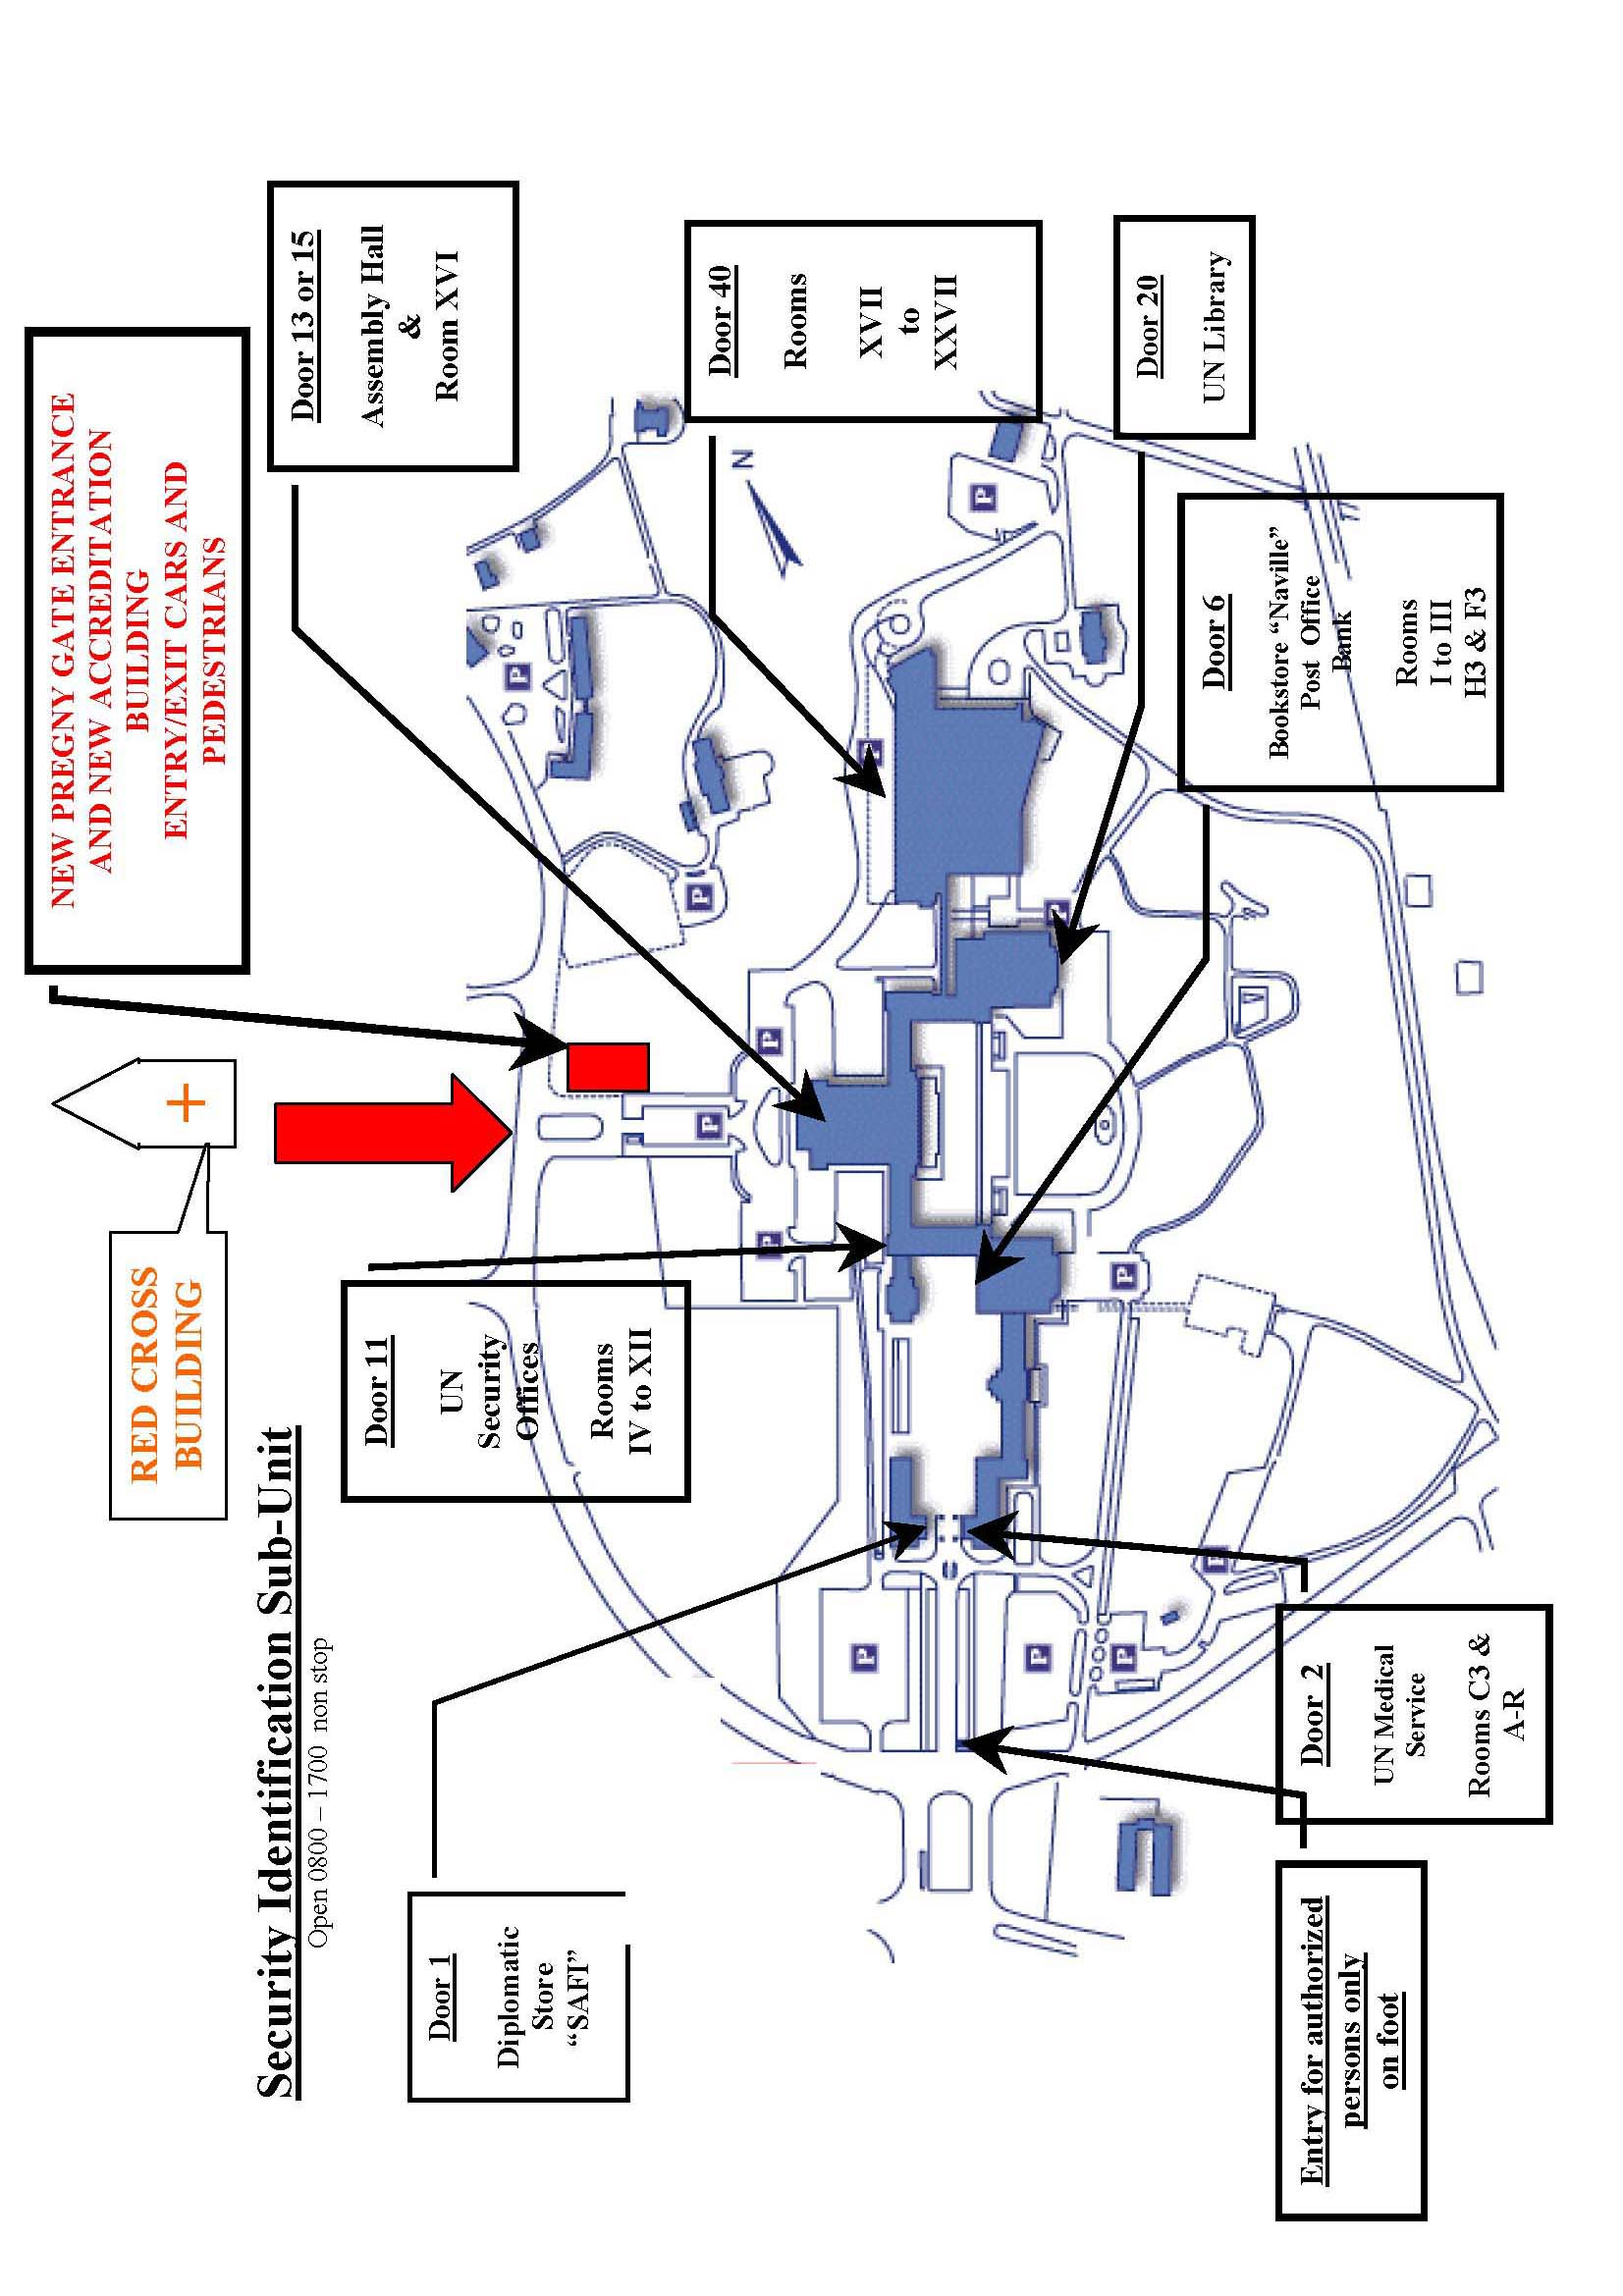 Security Identification Sub-Unit
Open 0800 – 1700 non stop
RED CROSS
BUILDING
NEW PREGNY GATE ENTRANCE
AND NEW ACCREDITATION
BUILDING
ENTRY/EXIT CARS AND
PEDESTRIANS
Door 1
Diplomatic
Store
“SAFI”
Door 11
UN
Security
Offices
Rooms
IV to XII
Door 13 or 15
Assembly Hall
&
Room XVI
Door 40
Rooms
XVII
to
XXVII
Door 20
UN Library
Door 6
Bookstore “Naville”
Post Office
Bank
Rooms
I to III
H3 & F3
Door 2
UN Medical
Service
Rooms C3 &
A-R
Entry for authorized
persons only
on foot
N
P
P
P
P
P
P
P
P
P
P
P
P
P